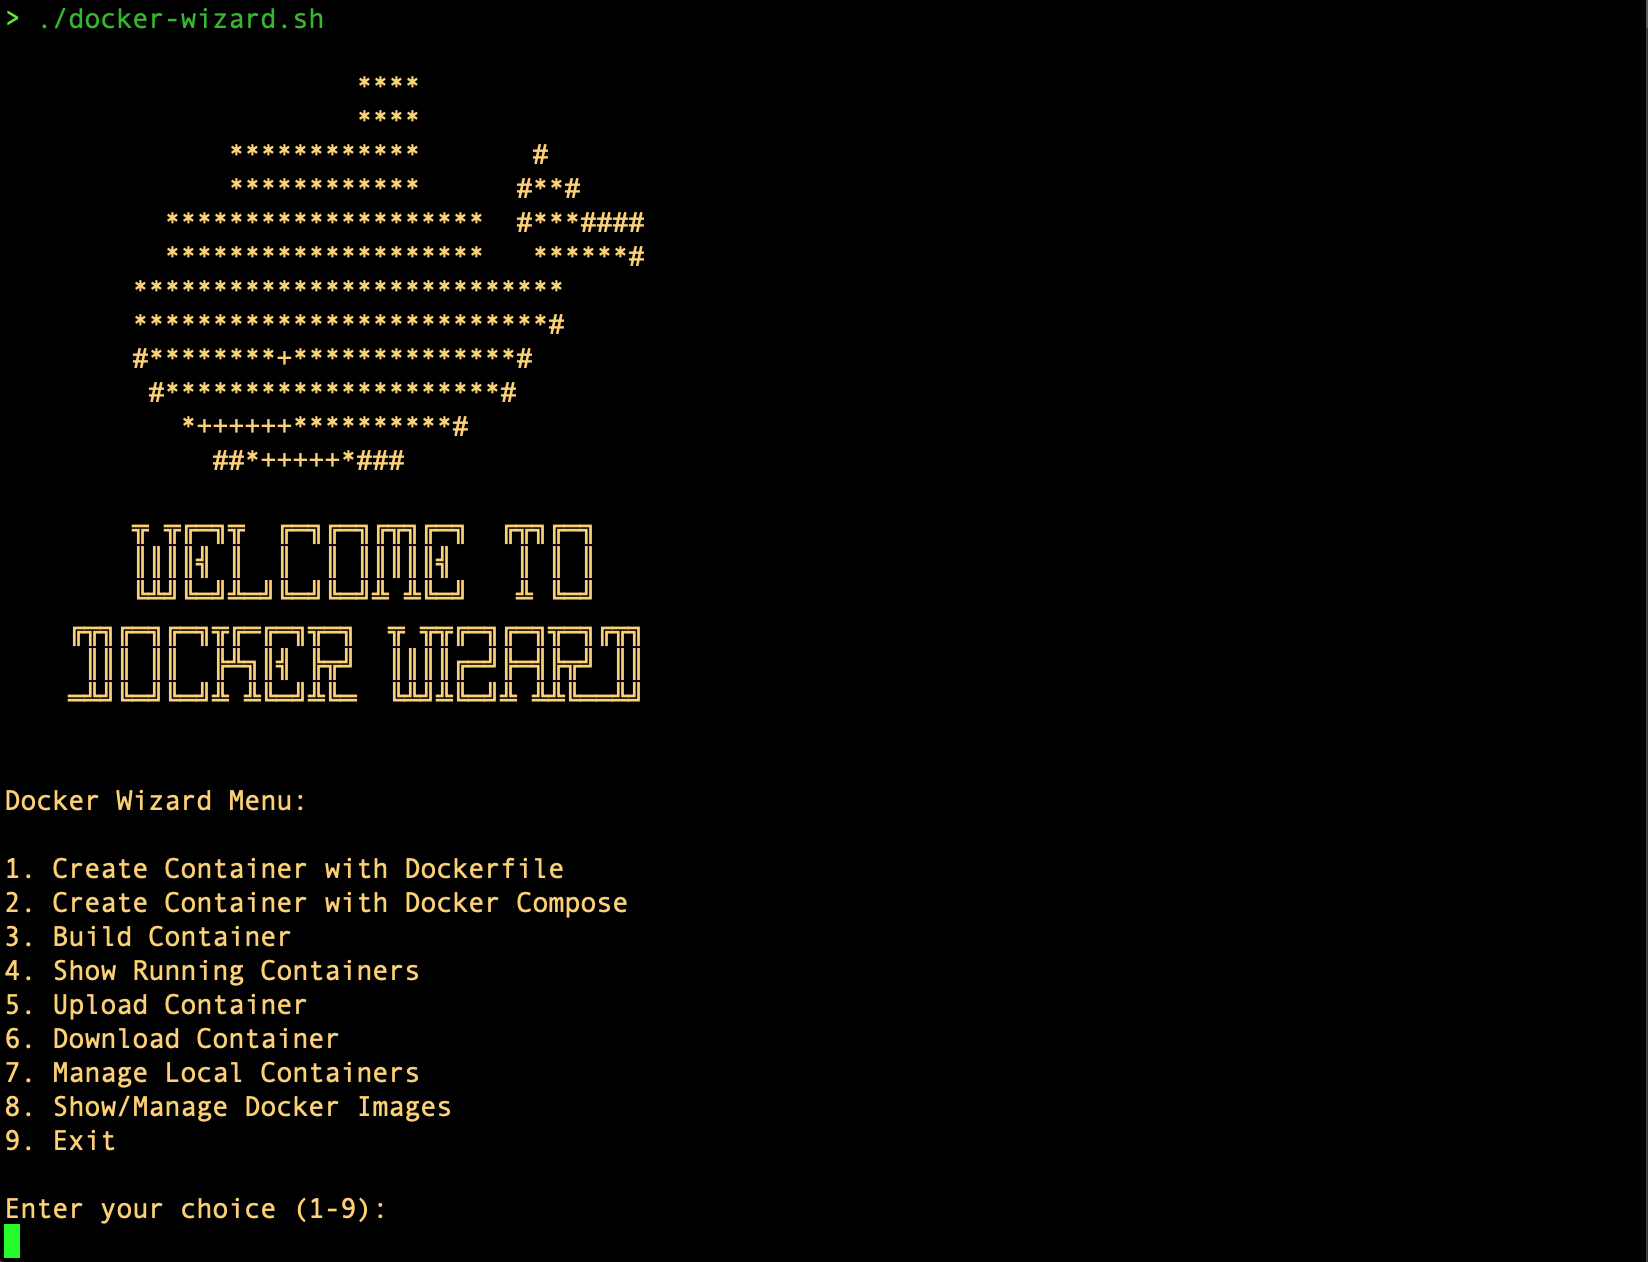 > ./docker-wizard.sh
WELCOME TO
DOCKER WIZARD
Docker Wizard Menu:
1. Create Container with Dockerfile
2. Create Container with Docker Compose
3. Build Container
4. Show Running Containers
5. Upload Container
6. Download Container
7. Manage Local Containers
8. Show/Manage Docker Images
9. Exit
Enter your choice (1-9):